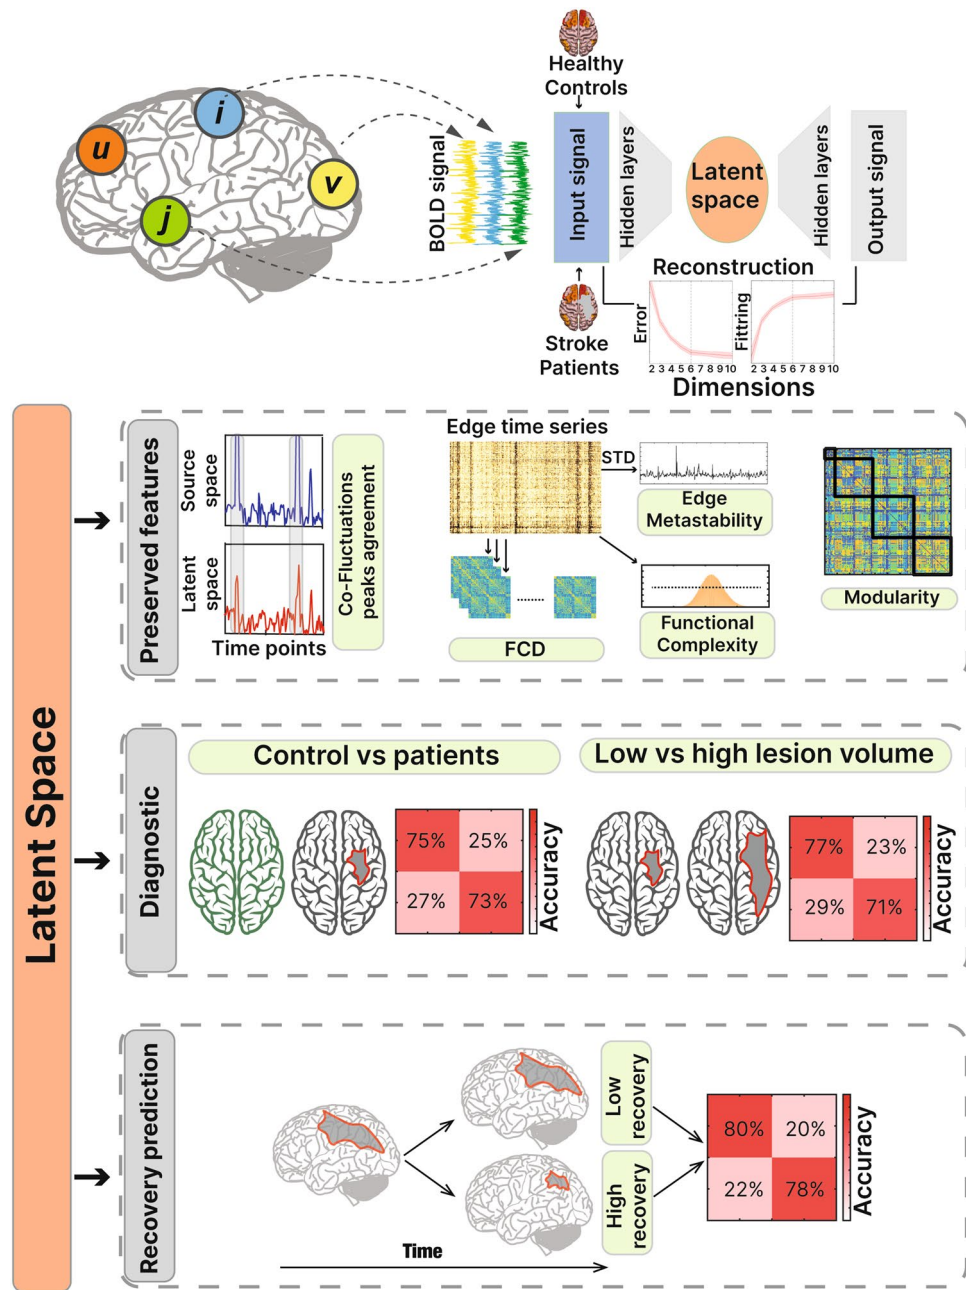 Healthy
Controls
u
i
v
j
BOLD signal
Input signal
Hidden layers
Latent
space
Hidden layers
Output signal
Stroke
Patients
Reconstruction
Error
2 3 4 5 6 7 8 9 10
Fittring
2 3 4 5 6 7 8 9 10
Dimensions
Latent Space
Preserved features
Source
space
Latent
space
Time points
Co-Fluctuations
peaks agreement
Edge time series
STD
Edge
Metastability
FCD
Functional
Complexity
Modularity
Diagnostic
Control vs patients
75% 25%
27% 73%
Accuracy
Low vs high lesion volume
77% 23%
29% 71%
Accuracy
Recovery prediction
Low
recovery
High
recovery
Time
80% 20%
22% 78%
Accuracy